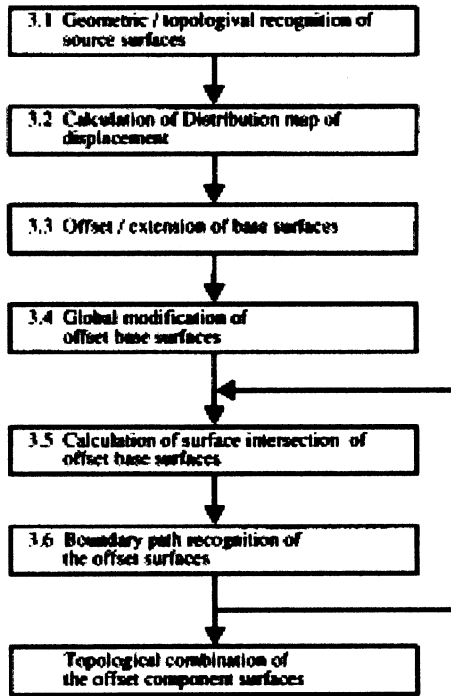 3.1 Geometric / topologival recognition of
source surfaces
3.2 Calculation of Distribution map of
displacement
3.3 Offset / extension of base surfaces
3.4 Global modification of
offset base surfaces
3.5 Calculation of surface intersection of
offset base surfaces
3.6 Boundary path recognition of
the offset surfaces
Topological combination of
the offset component surfaces